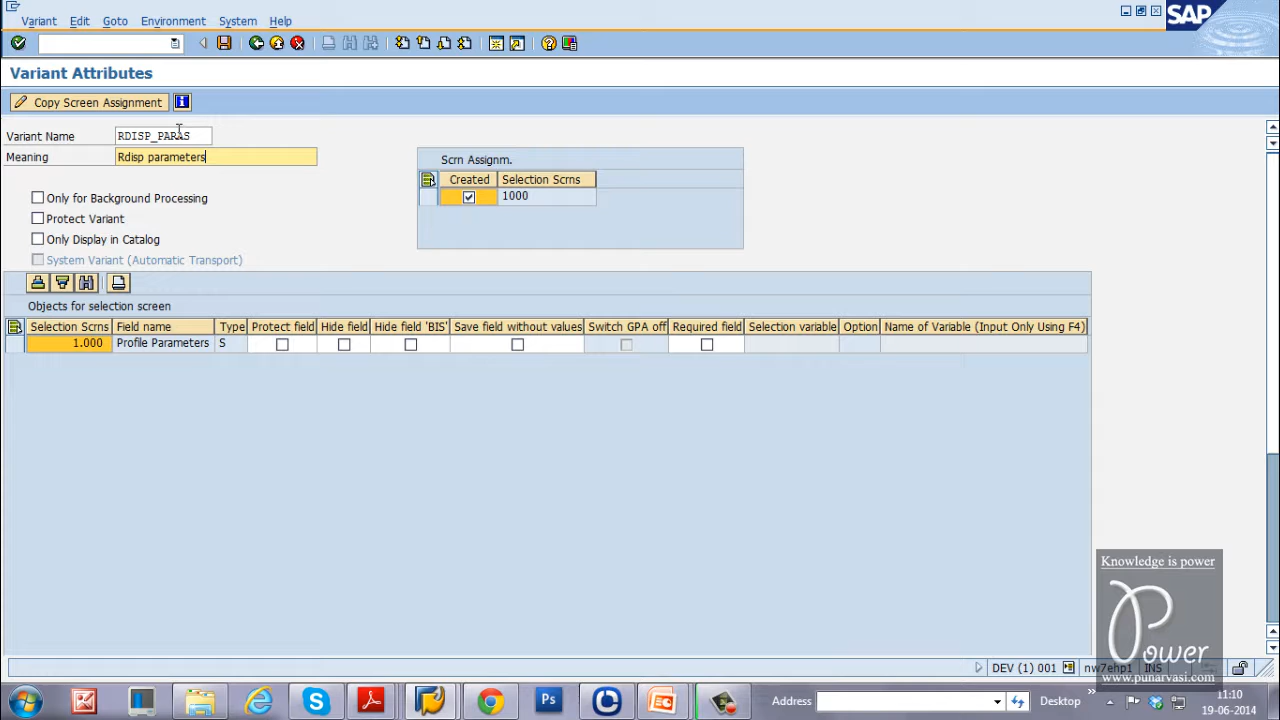 Variant Edit Goto Environment System Help
SAP
Variant Attributes
Copy Screen Assignment
Variant Name RDISP_PARAS
Meaning Rdisp parameters
Scrn Assignm.
Created Selection Scrns
1000
Only for Background Processing
Protect Variant
Only Display in Catalog
System Variant (Automatic Transport)
Objects for selection screen
Selection Scrns Field name Type Protect field Hide field Hide field 'BIS' Save field without values Switch GPA off Required field Selection variable Option Name of Variable (Input Only Using F4)
1.000 Profile Parameters S
Knowledge is power
Power
www.punarvasi.com
DEV (1) 001 nw7ehp1 INS
Address Desktop
11:10
19-06-2014